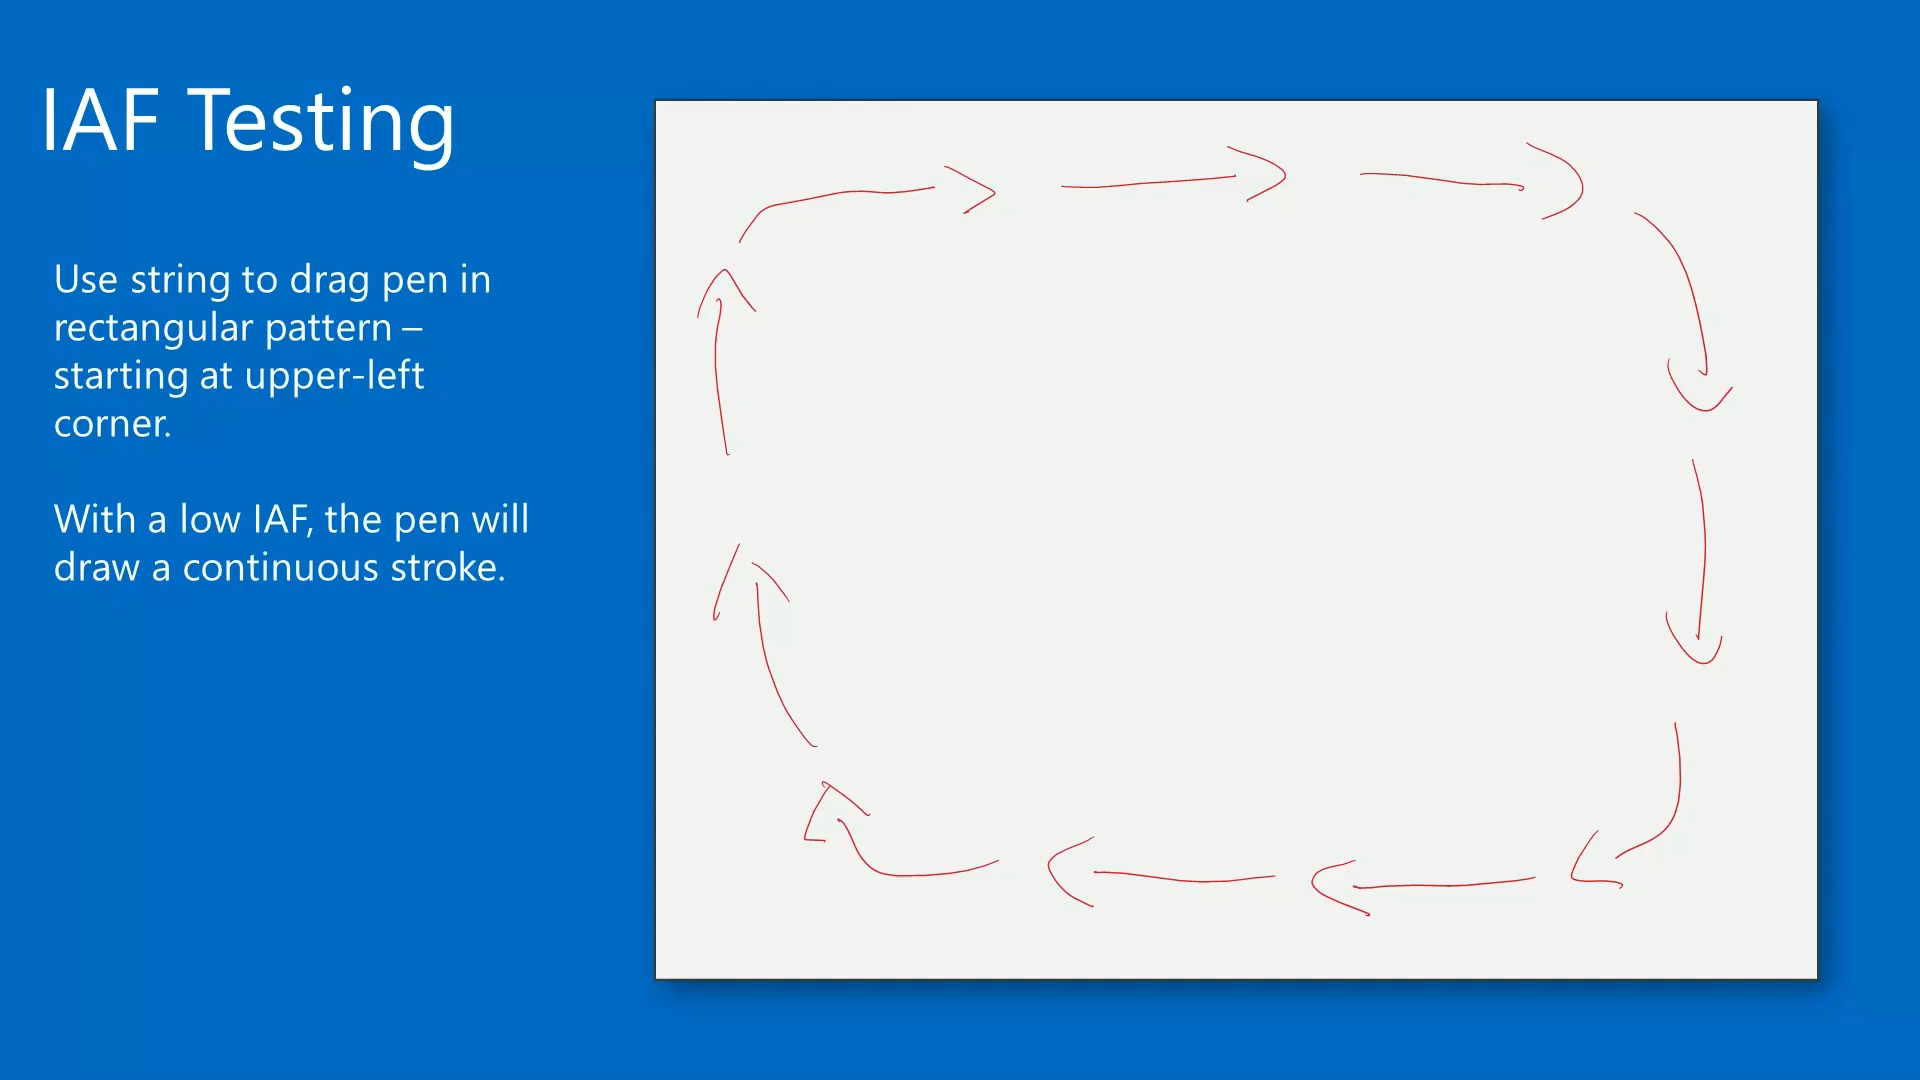 IAF Testing
Use string to drag pen in
rectangular pattern –
starting at upper-left
corner.
With a low IAF, the pen will
draw a continuous stroke.